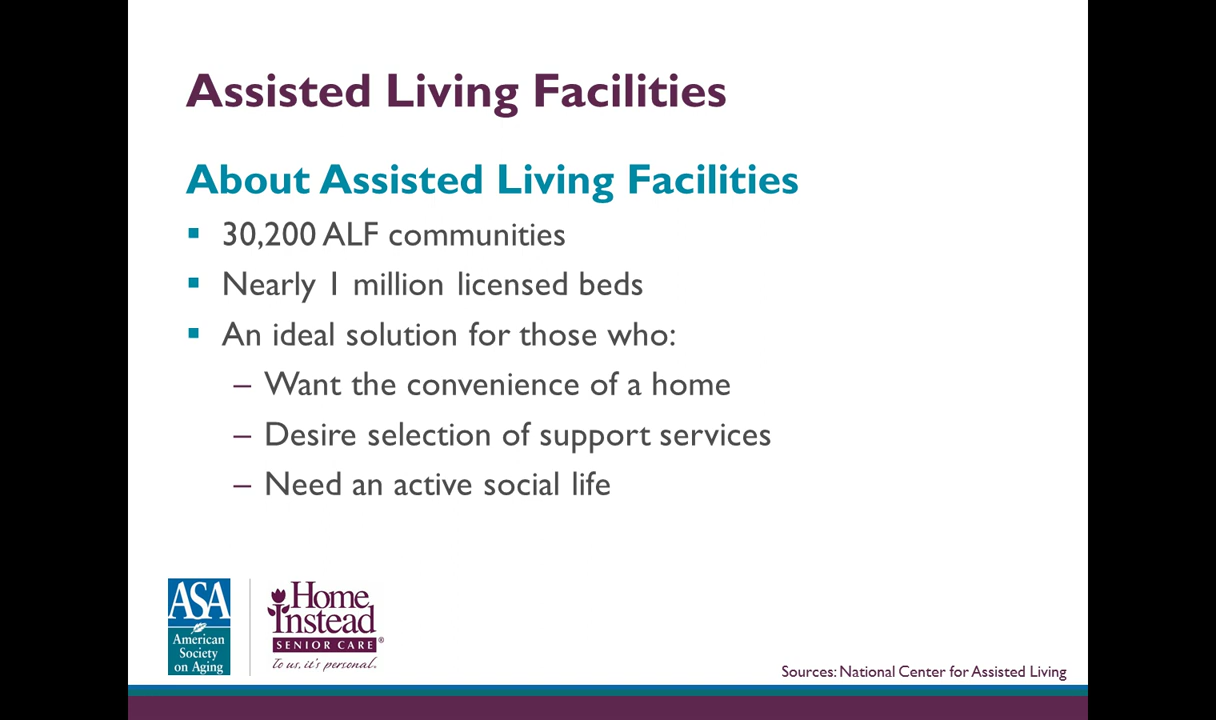 Assisted Living Facilities
About Assisted Living Facilities
▪ 30,200 ALF communities
▪ Nearly 1 million licensed beds
▪ An ideal solution for those who:
– Want the convenience of a home
– Desire selection of support services
– Need an active social life
ASA
American
Society
on Aging
Home
Instead
SENIOR CARE®
To us, it's personal.
Sources: National Center for Assisted Living